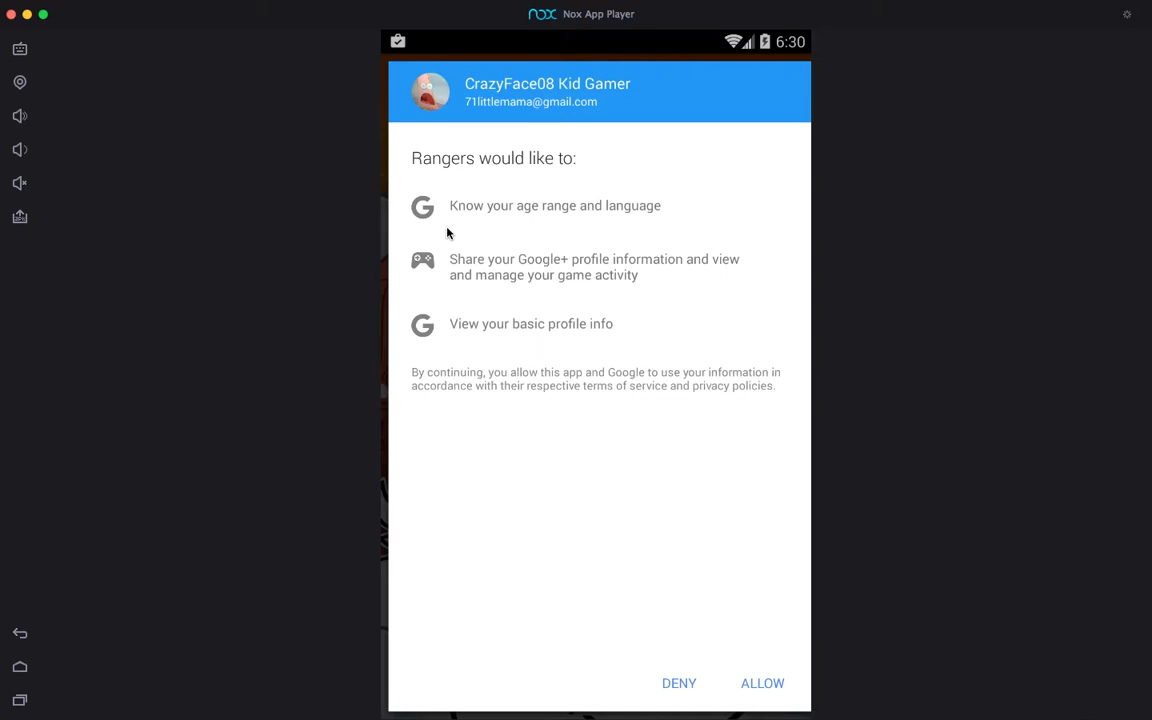 nox Nox App Player
6:30
CrazyFace08 Kid Gamer
71littlemama@gmail.com
Rangers would like to:
G Know your age range and language
Share your Google+ profile information and view
and manage your game activity
G View your basic profile info
By continuing, you allow this app and Google to use your information in
accordance with their respective terms of service and privacy policies.
DENY ALLOW